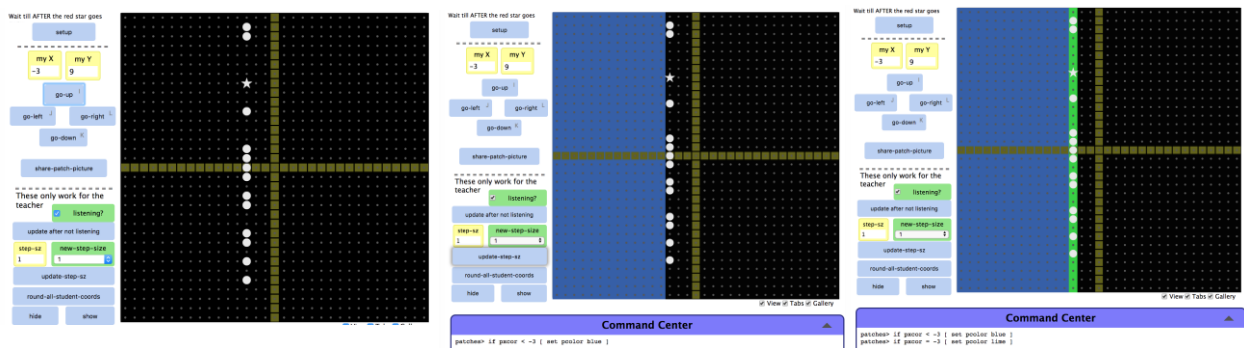 Wait till AFTER the red star goes
setup
my X
my Y
-3
9
go-up I
go-left J
go-right L
go-down K
share-patch-picture
These only work for the
teacher
listening?
update after not listening
step-sz
new-step-size
1
1
update-step-sz
round-all-student-coords
hide
show
Wait till AFTER the red star goes
setup
my X
my Y
-3
9
go-up I
go-left J
go-right L
go-down K
share-patch-picture
These only work for the
teacher
listening?
update after not listening
step-sz
new-step-size
1
1
update-step-sz
round-all-student-coords
hide
show
View Tabs Gallery
Command Center
patches> if pxcor < -3 [ set pcolor blue ]
Wait till AFTER the red star goes
setup
my X
my Y
-3
9
go-up I
go-left J
go-right L
go-down K
share-patch-picture
These only work for the
teacher
listening?
update after not listening
step-sz
new-step-size
1
1
update-step-sz
round-all-student-coords
hide
show
View Tabs Gallery
Command Center
patches> if pxcor < -3 [ set pcolor blue ]
patches> if pxcor = -3 [ set pcolor lime ]